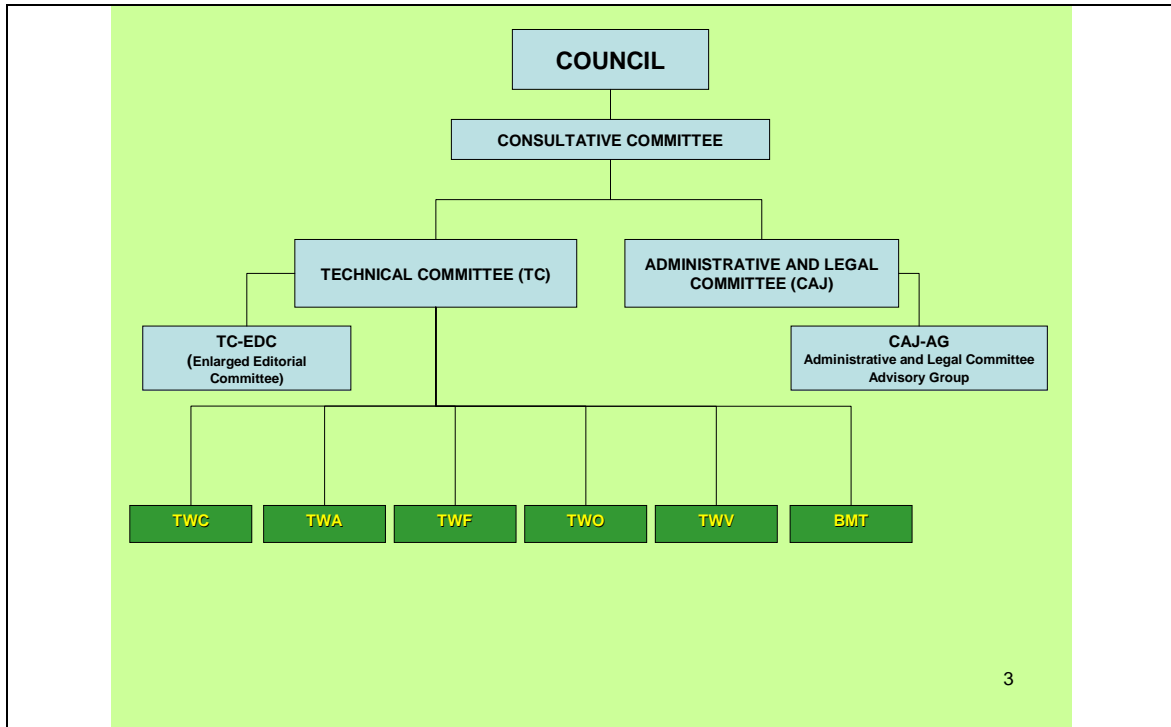 COUNCIL
CONSULTATIVE COMMITTEE
TECHNICAL COMMITTEE (TC)
ADMINISTRATIVE AND LEGAL
COMMITTEE (CAJ)
TC-EDC
(Enlarged Editorial
Committee)
CAJ-AG
Administrative and Legal Committee
Advisory Group
TWC
TWA
TWF
TWO
TWV
BMT
3